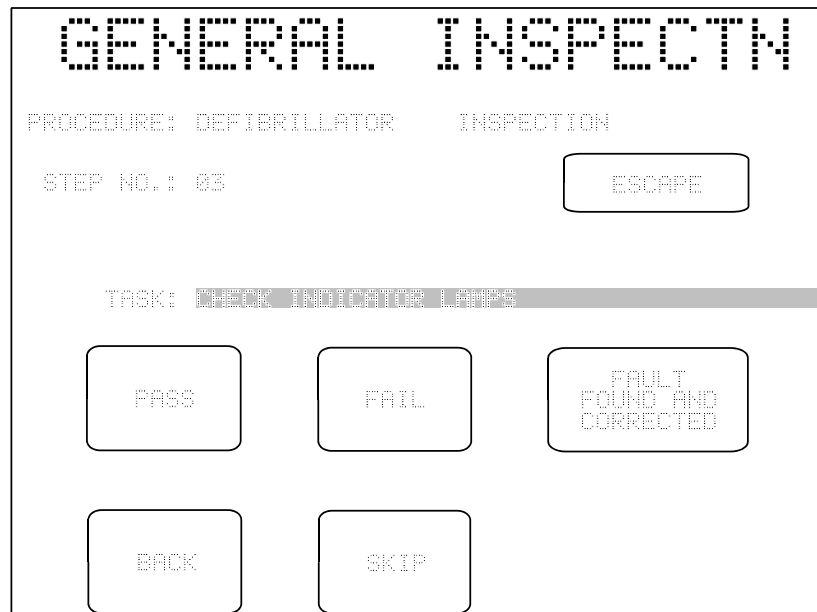 GENERAL INSPECTN
PROCEDURE: DEFIBRILLATOR INSPECTION
STEP NO.: 03
ESCAPE
TASK: CHECK INDICATOR LAMPS
PASS
FAIL
FAULT
FOUND AND
CORRECTED
BACK
SKIP